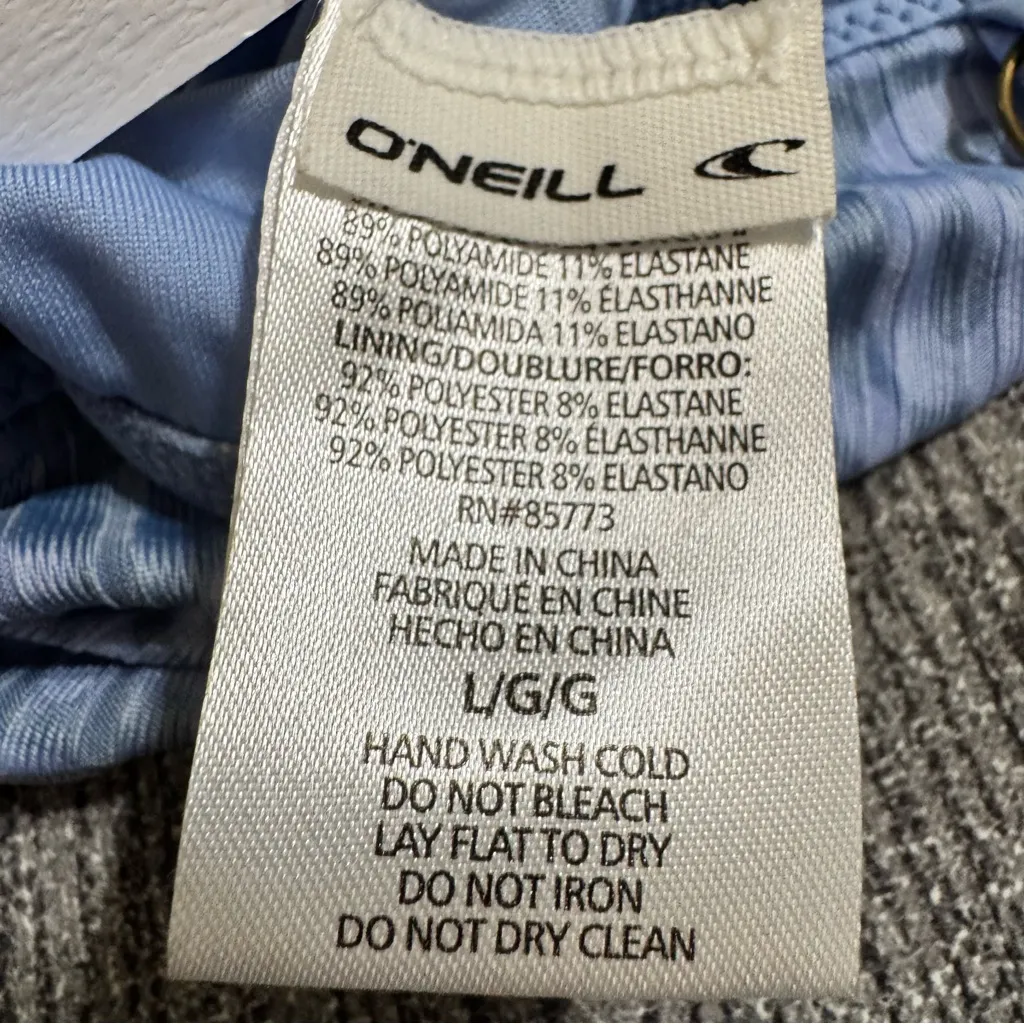 O'NEILL
89% POLYAMIDE 11% ELASTANE
89% POLYAMIDE 11% ÉLASTHANNE
89% POLIAMIDA 11% ELASTANO
LINING/DOUBLURE/FORRO:
92% POLYESTER 8% ELASTANE
92% POLYESTER 8% ÉLASTHANNE
92% POLYESTER 8% ELASTANO
RN#85773
MADE IN CHINA
FABRIQUÉ EN CHINE
HECHO EN CHINA
L/G/G
HAND WASH COLD
DO NOT BLEACH
LAY FLAT TO DRY
DO NOT IRON
DO NOT DRY CLEAN